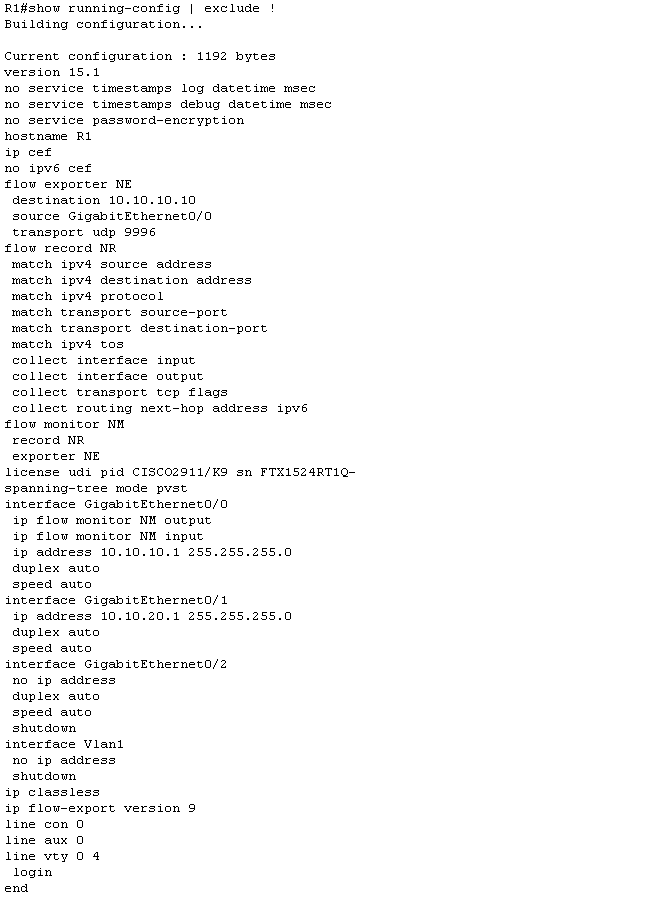 R1#show running-config | exclude !
Building configuration...
Current configuration : 1192 bytes
version 15.1
no service timestamps log datetime msec
no service timestamps debug datetime msec
no service password-encryption
hostname R1
ip cef
no ipv6 cef
flow exporter NE
destination 10.10.10.10
source GigabitEthernet0/0
transport udp 9996
flow record NR
match ipv4 source address
match ipv4 destination address
match ipv4 protocol
match transport source-port
match transport destination-port
match ipv4 tos
collect interface input
collect interface output
collect transport tcp flags
collect routing next-hop address ipv6
flow monitor NM
record NR
exporter NE
license udi pid CISCO2911/K9 sn FTX1524RT1Q-
spanning-tree mode pvst
interface GigabitEthernet0/0
ip flow monitor NM output
ip flow monitor NM input
ip address 10.10.10.1 255.255.255.0
duplex auto
speed auto
interface GigabitEthernet0/1
ip address 10.10.20.1 255.255.255.0
duplex auto
speed auto
interface GigabitEthernet0/2
no ip address
duplex auto
speed auto
shutdown
interface Vlan1
no ip address
shutdown
ip classless
ip flow-export version 9
line con 0
line aux 0
line vty 0 4
login
end